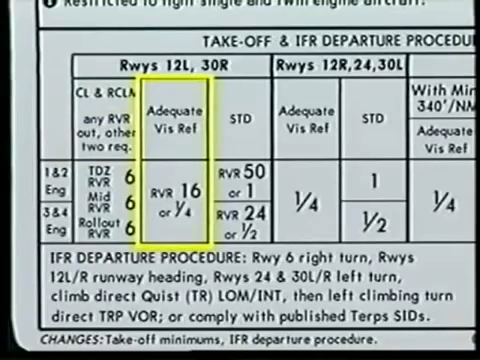 Restricted to right single and twin engine aircraft.
TAKE-OFF & IFR DEPARTURE PROCEDU
Rwys 12L, 30R
Rwys 12R,24,30L
CL & RCLM
any RVR
out, other
two req.
Adequate
Vis Ref
STD
Adequate
Vis Ref
STD
With Min
340'/NM
Adequate
Vis Ref
1&2
Eng
3&4
Eng
TDZ
RVR 6
Mid
RVR 6
Rollout
RVR 6
RVR 16
or 1/4
RVR 50
or 1
RVR 24
or 1/2
1/4
1
1/2
1/4
IFR DEPARTURE PROCEDURE: Rwy 6 right turn, Rwys
12L/R runway heading, Rwys 24 & 30L/R left turn,
climb direct Quist (TR) LOM/INT, then left climbing turn
direct TRP VOR; or comply with published Terps SIDs.
CHANGES: Take-off minimums, IFR departure procedure.